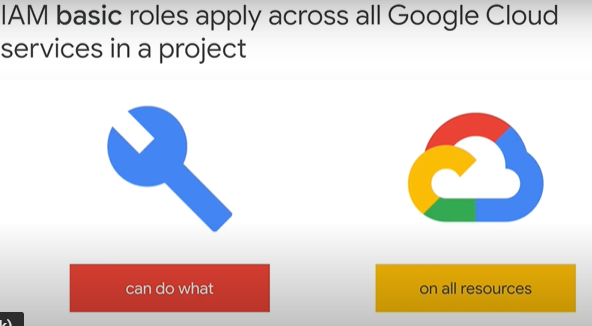 IAM basic roles apply across all Google Cloud
services in a project
can do what
on all resources